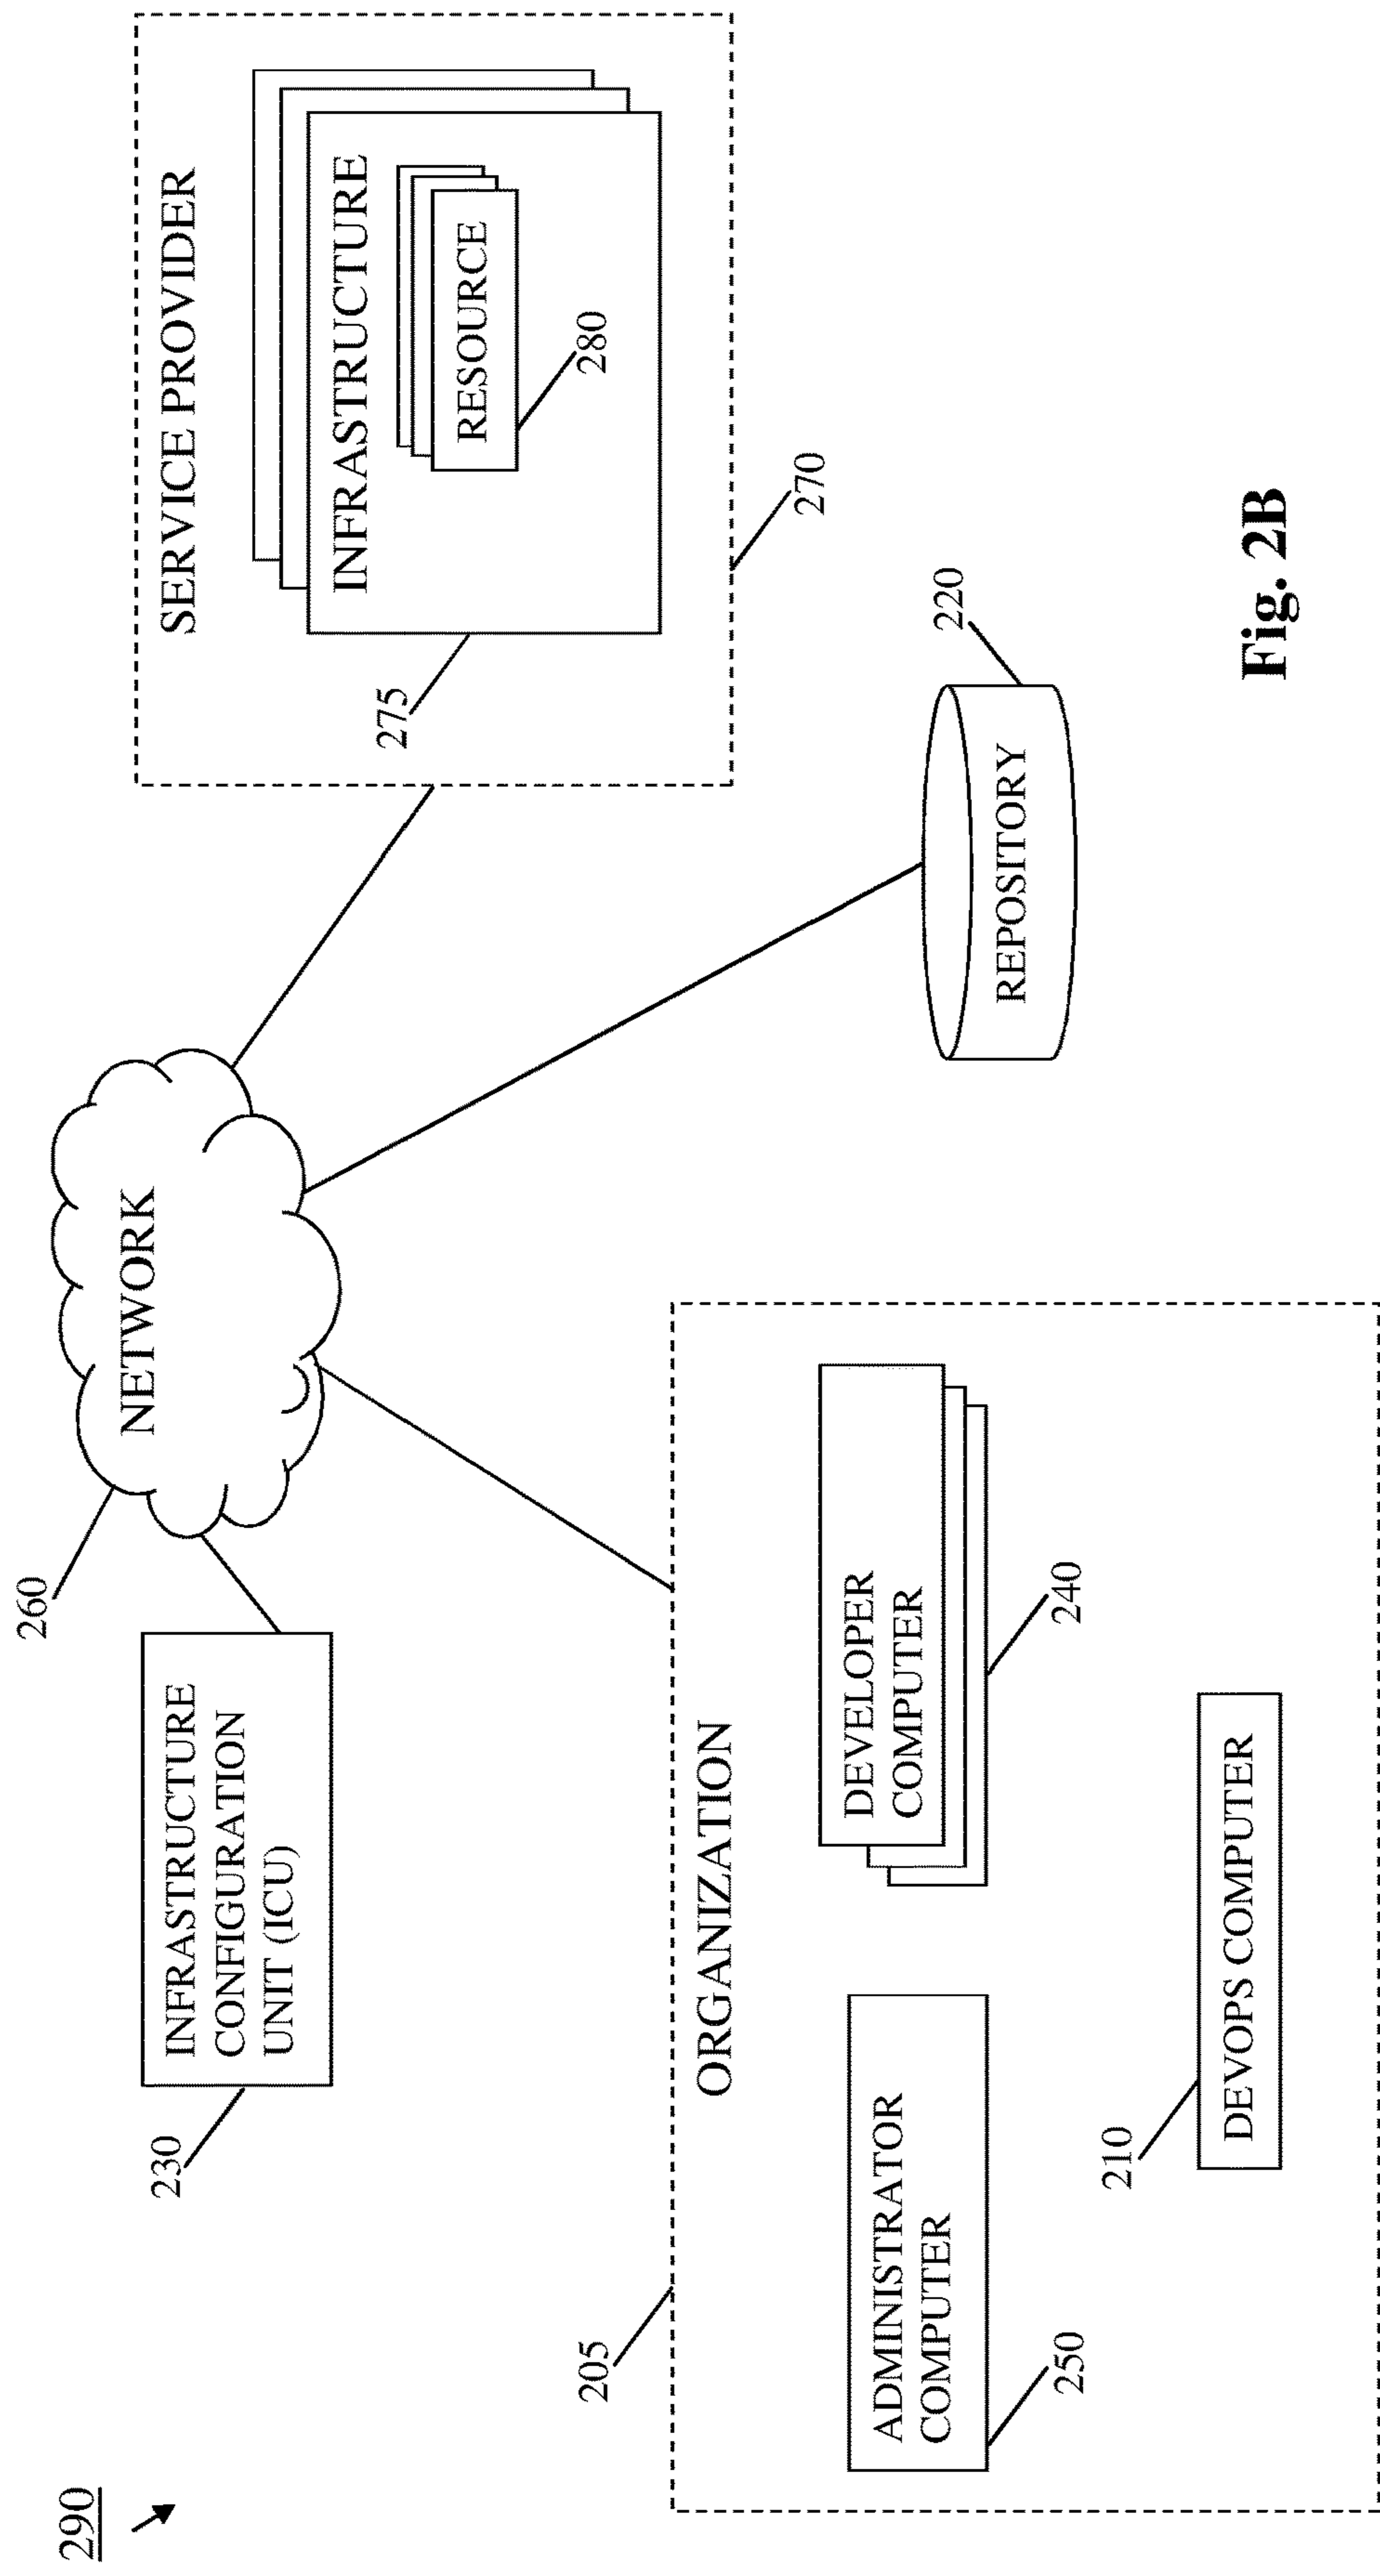 290
260
NETWORK
230
INFRASTRUCTURE
CONFIGURATION
UNIT (ICU)
SERVICE PROVIDER
275
INFRASTRUCTURE
RESOURCE
280
270
205
ORGANIZATION
ADMINISTRATOR
COMPUTER
250
DEVELOPER
COMPUTER
240
210
DEVOPS COMPUTER
220
REPOSITORY
Fig. 2B